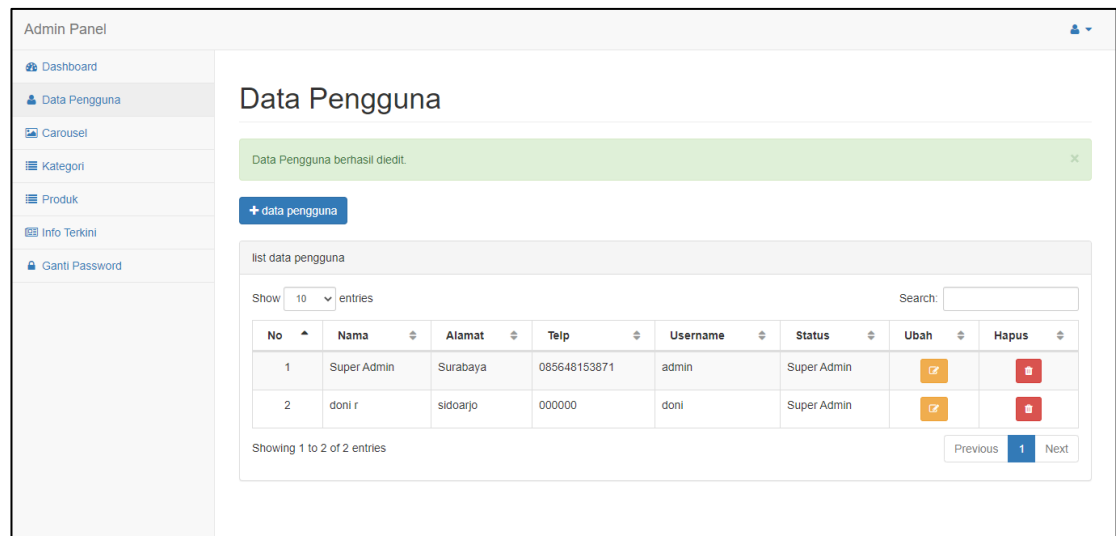 Admin Panel
Dashboard
Data Pengguna
Carousel
Kategori
Produk
Info Terkini
Ganti Password
Data Pengguna
Data Pengguna berhasil diedit. ×
+ data pengguna
list data pengguna
Show 10 entries Search:
No Nama Alamat Telp Username Status Ubah Hapus
1 Super Admin Surabaya 085648153871 admin Super Admin
2 doni r sidoarjo 000000 doni Super Admin
Showing 1 to 2 of 2 entries Previous 1 Next